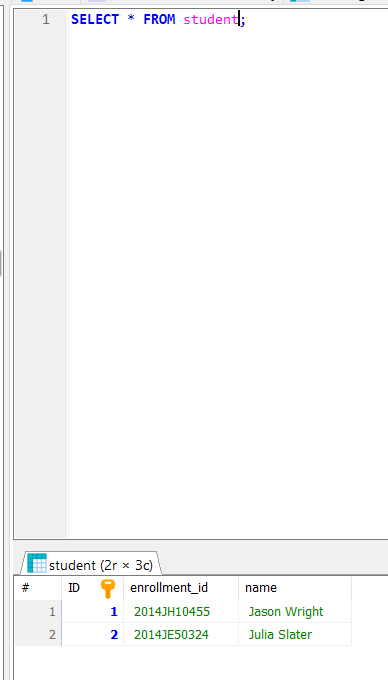 1 SELECT * FROM student;
student (2r × 3c)
# ID enrollment_id name
1 1 2014JH10455 Jason Wright
2 2 2014JE50324 Julia Slater